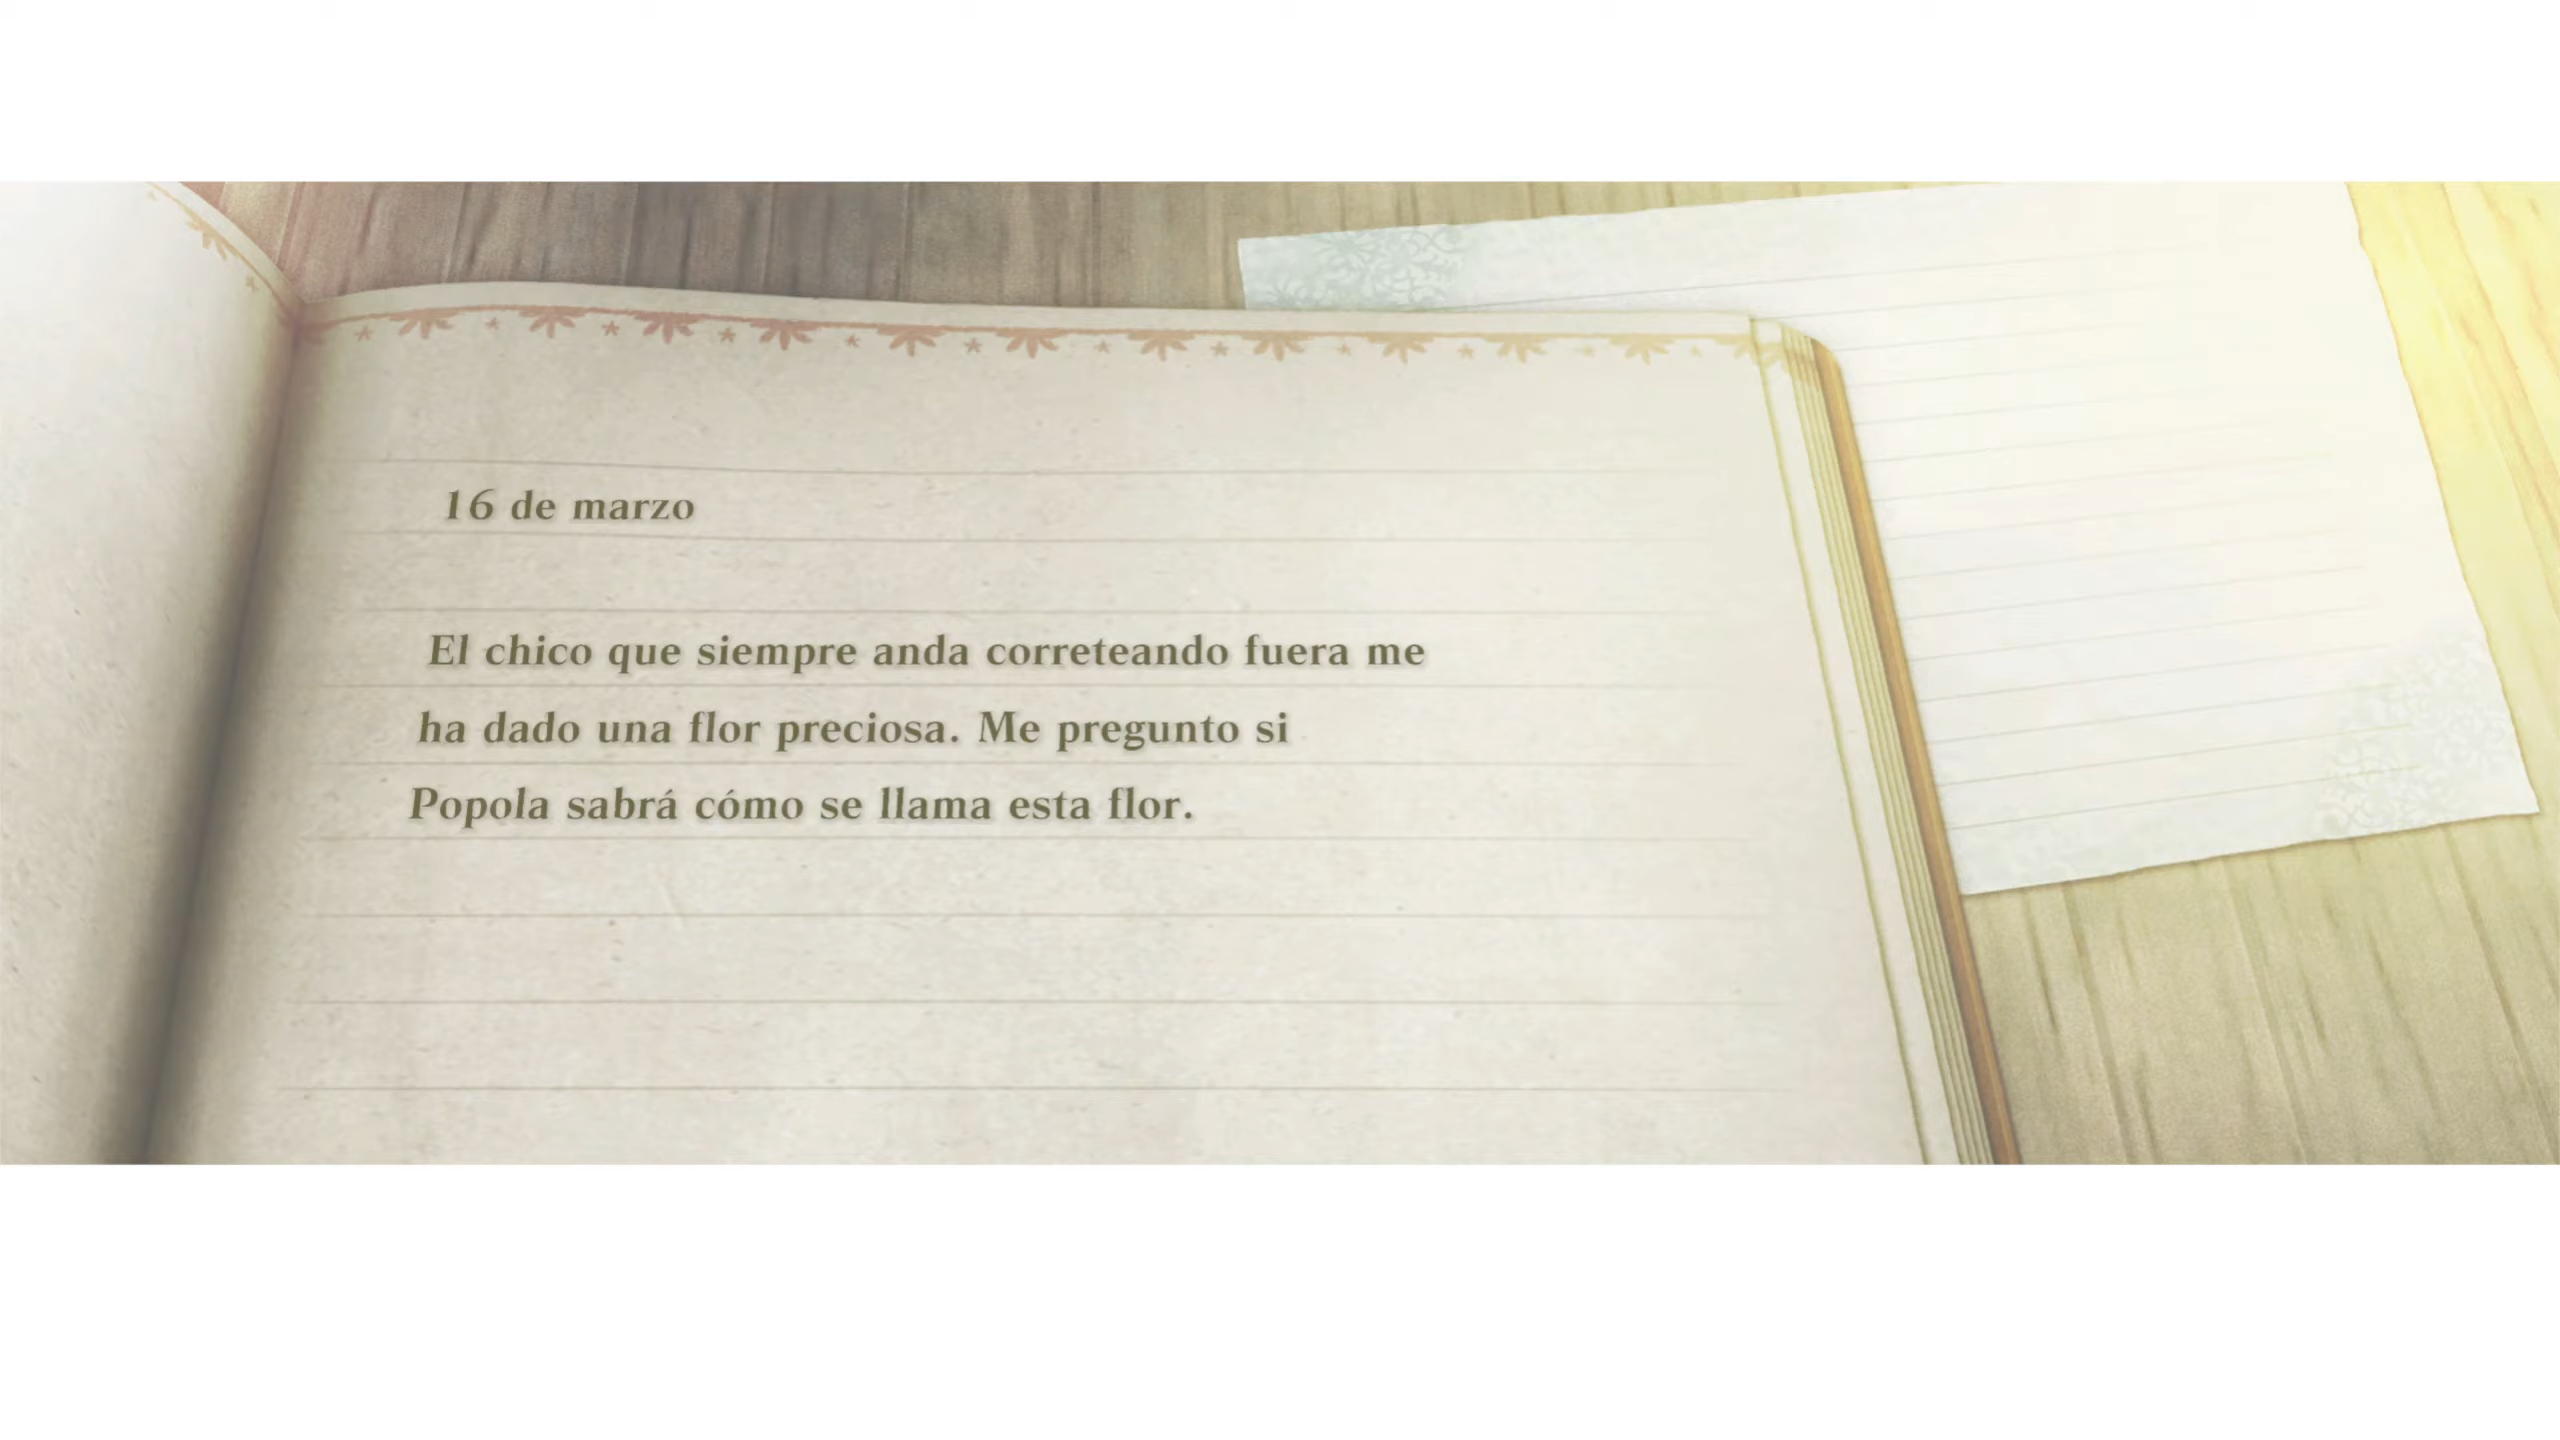 16 de marzo
El chico que siempre anda correteando fuera me
ha dado una flor preciosa. Me pregunto si
Popola sabrá cómo se llama esta flor.